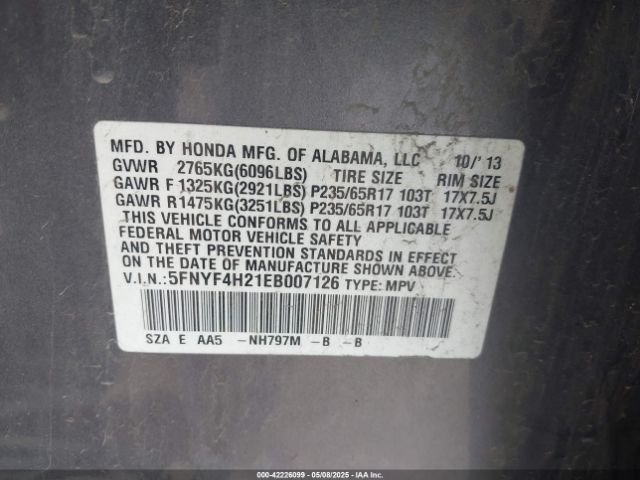 MFD. BY HONDA MFG. OF ALABAMA, LLC 10/'13
GVWR 2765KG(6096LBS) TIRE SIZE RIM SIZE
GAWR F 1325KG(2921LBS) P235/65R17 103T 17X7.5J
GAWR R 1475KG(3251LBS) P235/65R17 103T 17X7.5J
THIS VEHICLE CONFORMS TO ALL APPLICABLE
FEDERAL MOTOR VEHICLE SAFETY
AND THEFT PREVENTION STANDARDS IN EFFECT
ON THE DATE OF MANUFACTURE SHOWN ABOVE.
V.I.N.:5FNYF4H21EB007126 TYPE: MPV
SZA E AA5 -NH797M -B -B
000-42226099 05/08/2025 IAAI.COM